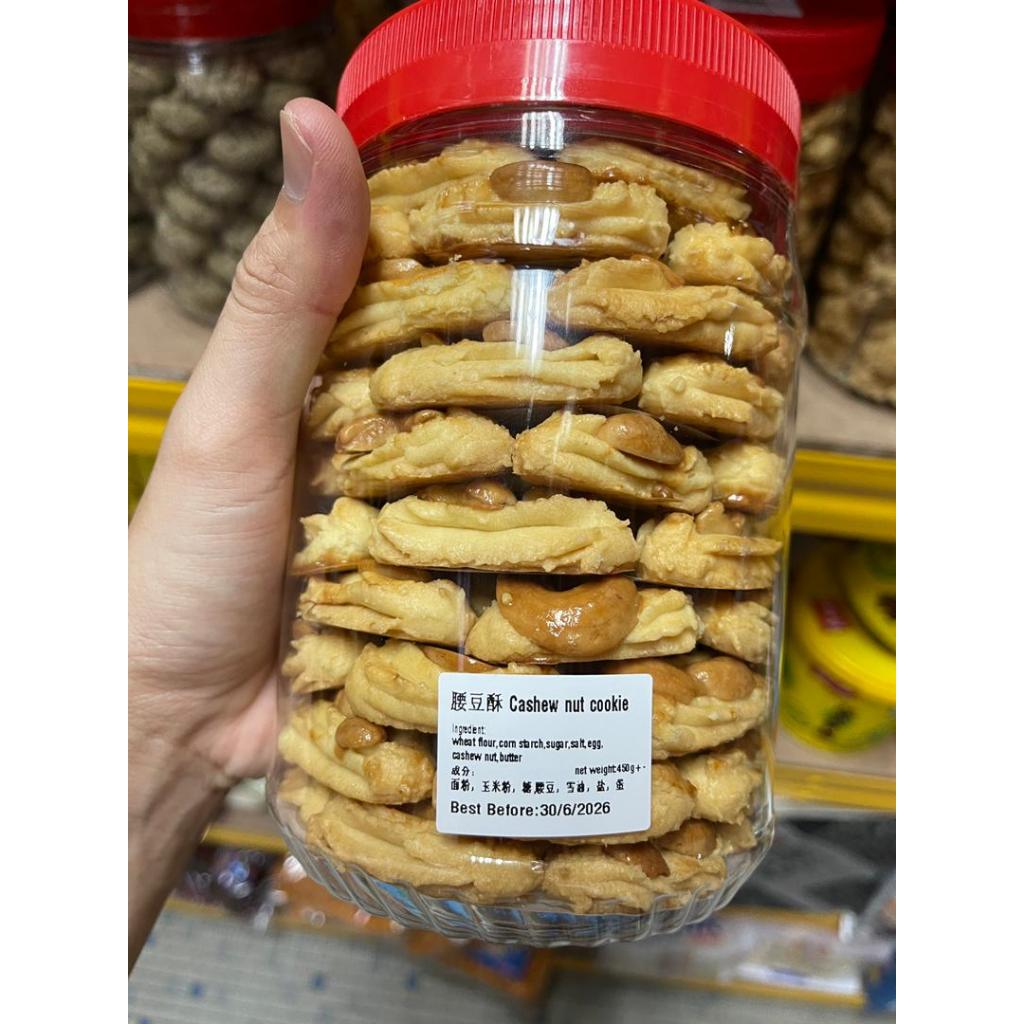 腰豆酥 Cashew nut cookie
Ingredient:
wheat flour,corn starch,sugar,salt,egg,
cashew nut,butter
成分: net weight:450g+-
面粉, 玉米粉, 糖,腰豆, 牛油, 盐, 蛋
Best Before:30/6/2026